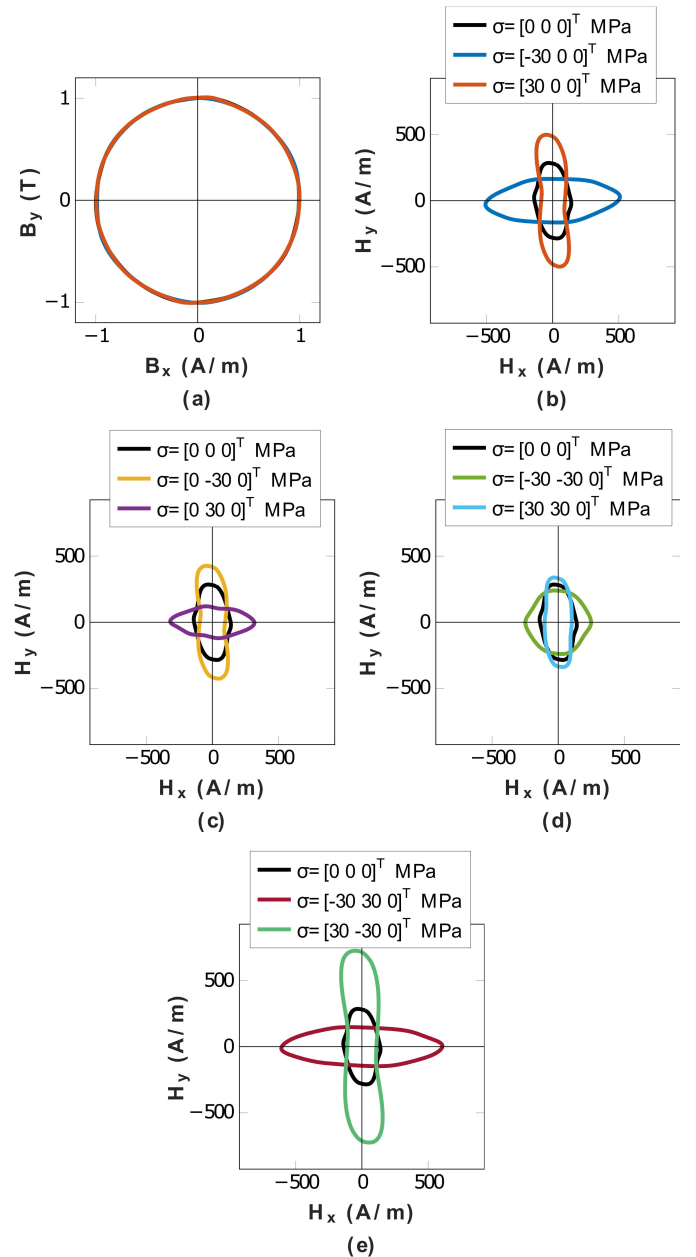 σ= [0 0 0]ᵀ MPa
σ= [-30 0 0]ᵀ MPa
σ= [30 0 0]ᵀ MPa
1
0
−1
B_y (T)
−1
0
1
B_x (A/m)
(a)
500
0
−500
H_y (A/m)
−500
0
500
H_x (A/m)
(b)
σ= [0 0 0]ᵀ MPa
σ= [0 -30 0]ᵀ MPa
σ= [0 30 0]ᵀ MPa
500
0
−500
H_y (A/m)
−500
0
500
H_x (A/m)
(c)
σ= [0 0 0]ᵀ MPa
σ= [-30 -30 0]ᵀ MPa
σ= [30 30 0]ᵀ MPa
500
0
−500
H_y (A/m)
−500
0
500
H_x (A/m)
(d)
σ= [0 0 0]ᵀ MPa
σ= [-30 30 0]ᵀ MPa
σ= [30 -30 0]ᵀ MPa
500
0
−500
H_y (A/m)
−500
0
500
H_x (A/m)
(e)